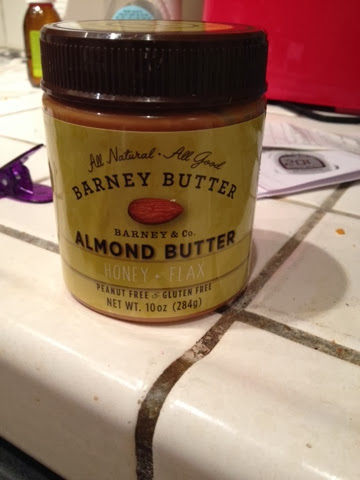 All Natural • All Good
BARNEY BUTTER
BARNEY & Co.
ALMOND BUTTER
HONEY + FLAX
PEANUT FREE & GLUTEN FREE
NET WT. 10oz (284g)